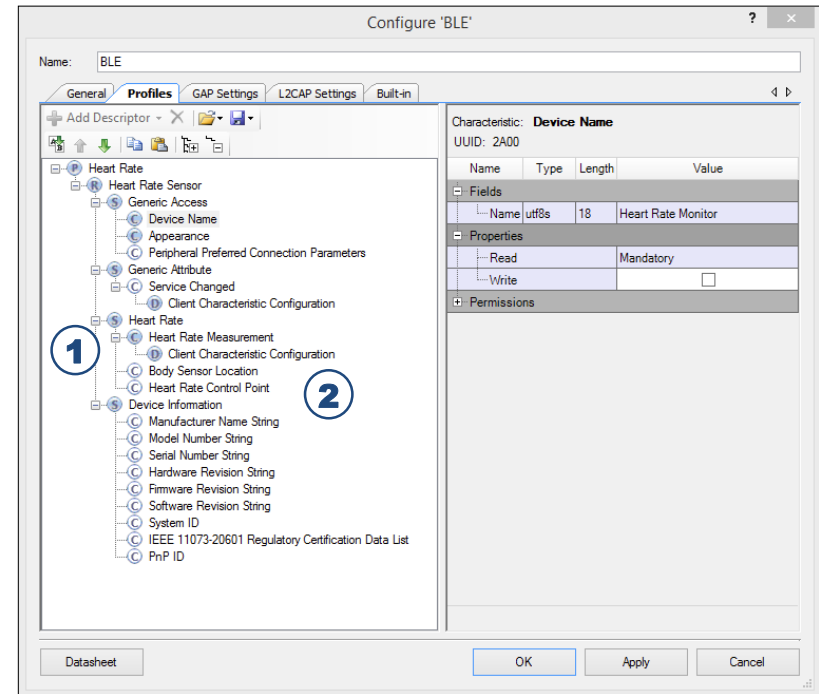 Configure 'BLE'
?
×
Name: BLE
General Profiles GAP Settings L2CAP Settings Built-in
Add Descriptor
Characteristic: Device Name
UUID: 2A00
Name Type Length Value
Fields
Name utf8s 18 Heart Rate Monitor
Properties
Read Mandatory
Write
Permissions
P Heart Rate
R Heart Rate Sensor
S Generic Access
C Device Name
C Appearance
C Peripheral Preferred Connection Parameters
S Generic Attribute
C Service Changed
D Client Characteristic Configuration
S Heart Rate
1
C Heart Rate Measurement
D Client Characteristic Configuration
C Body Sensor Location
C Heart Rate Control Point
2
S Device Information
C Manufacturer Name String
C Model Number String
C Serial Number String
C Hardware Revision String
C Firmware Revision String
C Software Revision String
C System ID
C IEEE 11073-20601 Regulatory Certification Data List
C PnP ID
Datasheet OK Apply Cancel